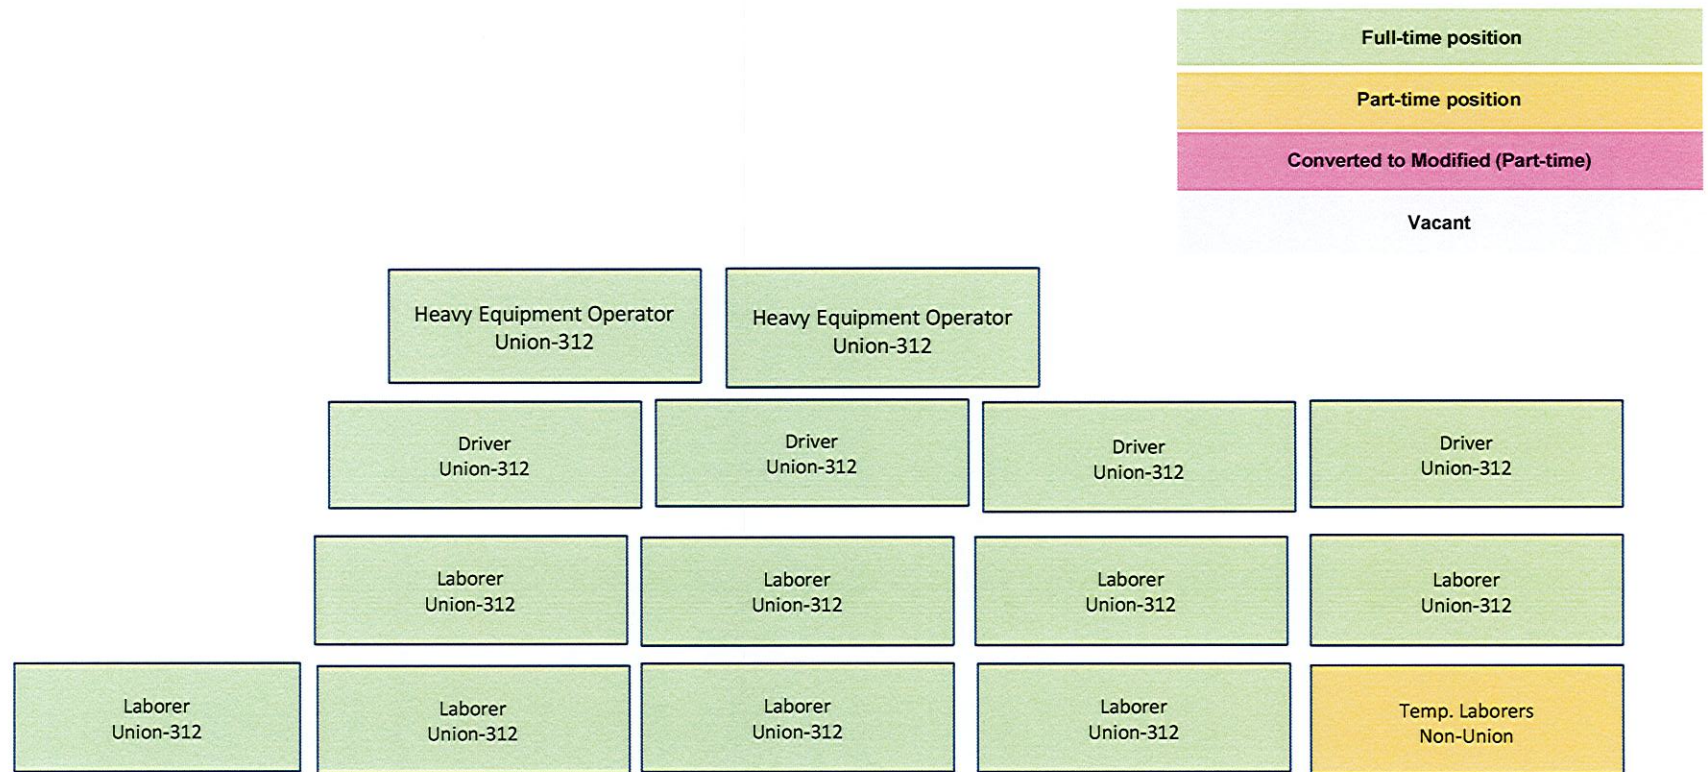 Full-time position
Part-time position
Converted to Modified (Part-time)
Vacant
Heavy Equipment Operator
Union-312
Heavy Equipment Operator
Union-312
Driver
Union-312
Driver
Union-312
Driver
Union-312
Driver
Union-312
Laborer
Union-312
Laborer
Union-312
Laborer
Union-312
Laborer
Union-312
Laborer
Union-312
Laborer
Union-312
Laborer
Union-312
Laborer
Union-312
Temp. Laborers
Non-Union